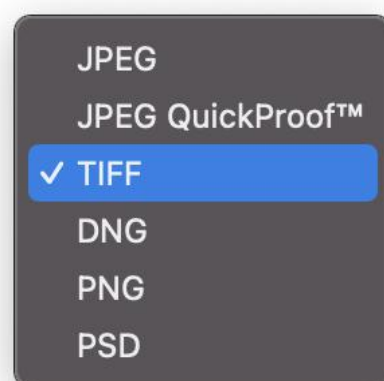 JPEG
JPEG QuickProof™
✓ TIFF
DNG
PNG
PSD